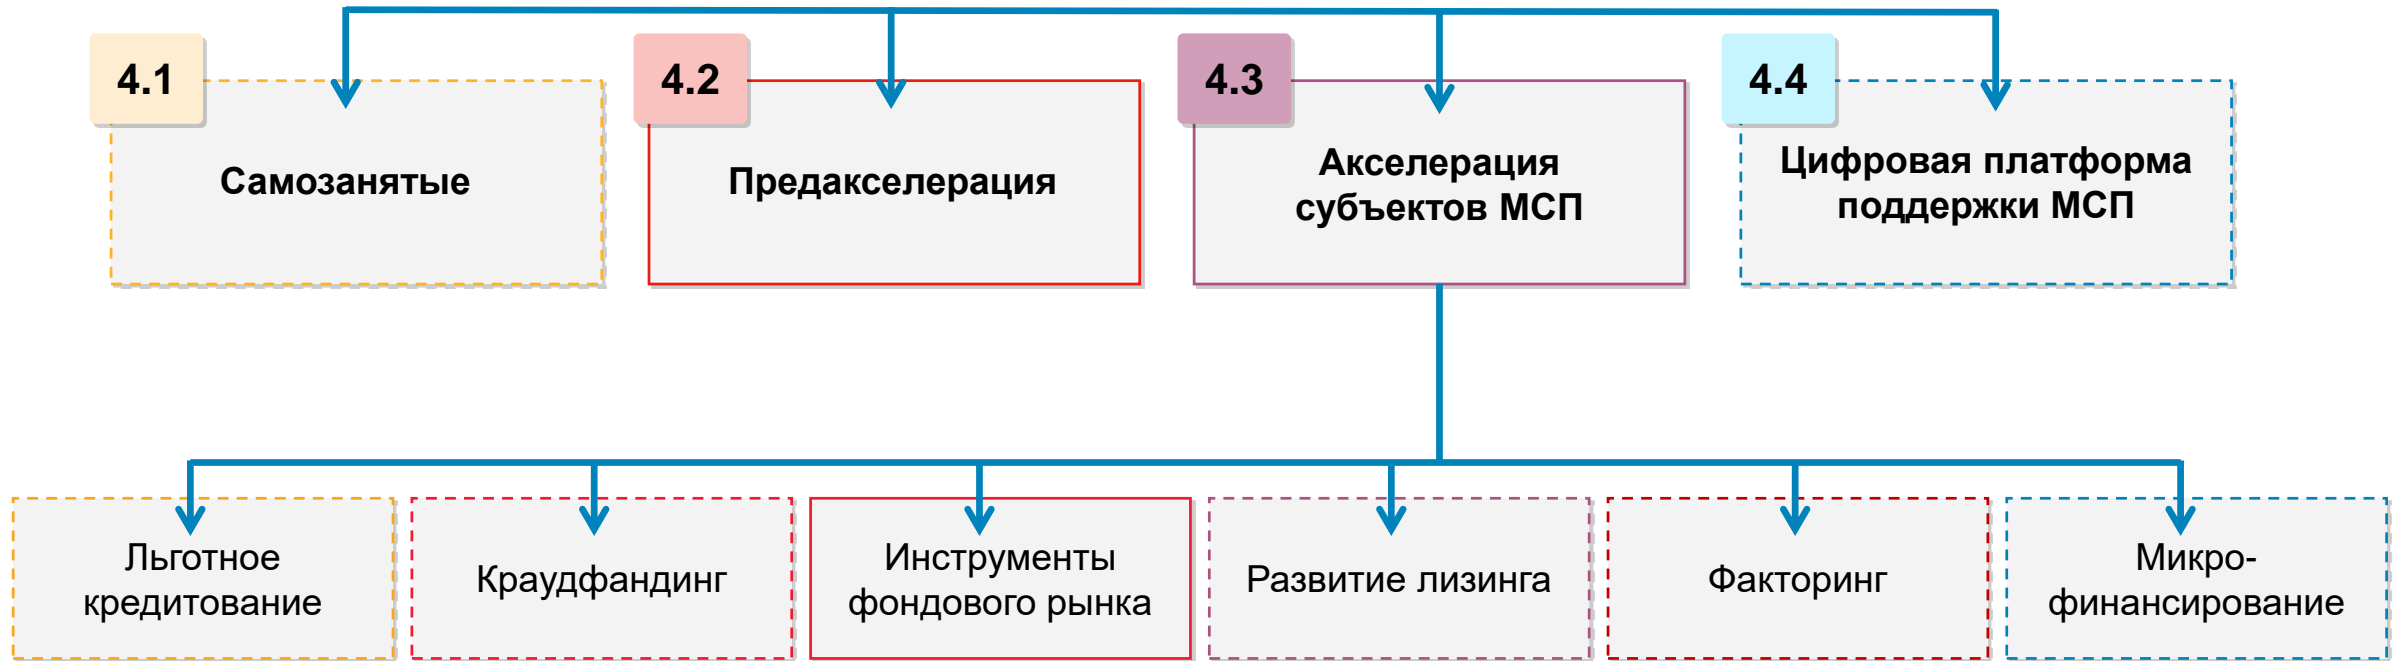 4.1
Самозанятые
4.2
Предакселерация
4.3
Акселерация
субъектов МСП
4.4
Цифровая платформа
поддержки МСП
Льготное
кредитование
Краудфандинг
Инструменты
фондового рынка
Развитие лизинга
Факторинг
Микро-
финансирование